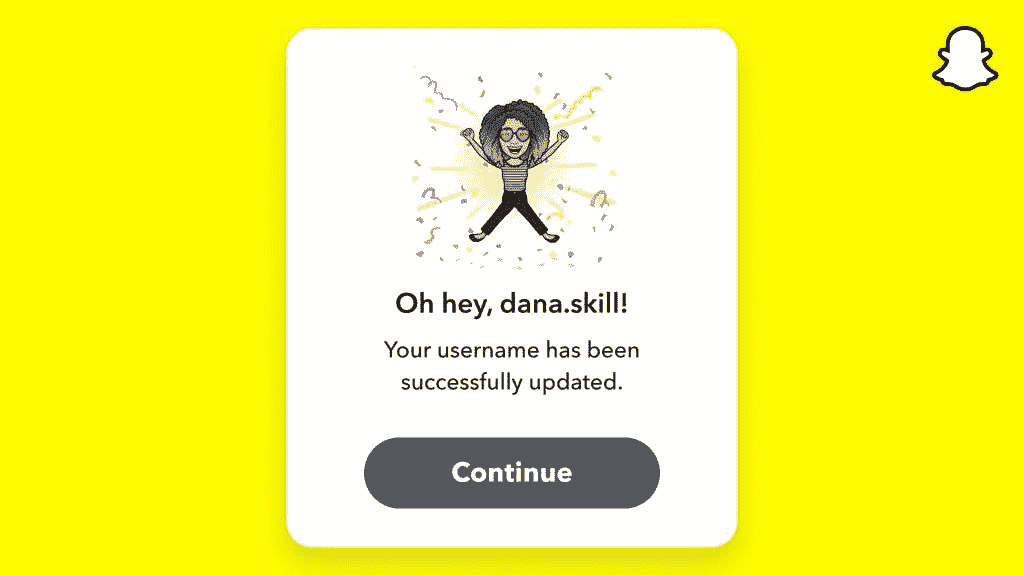 Oh hey, dana.skill!
Your username has been
successfully updated.
Continue